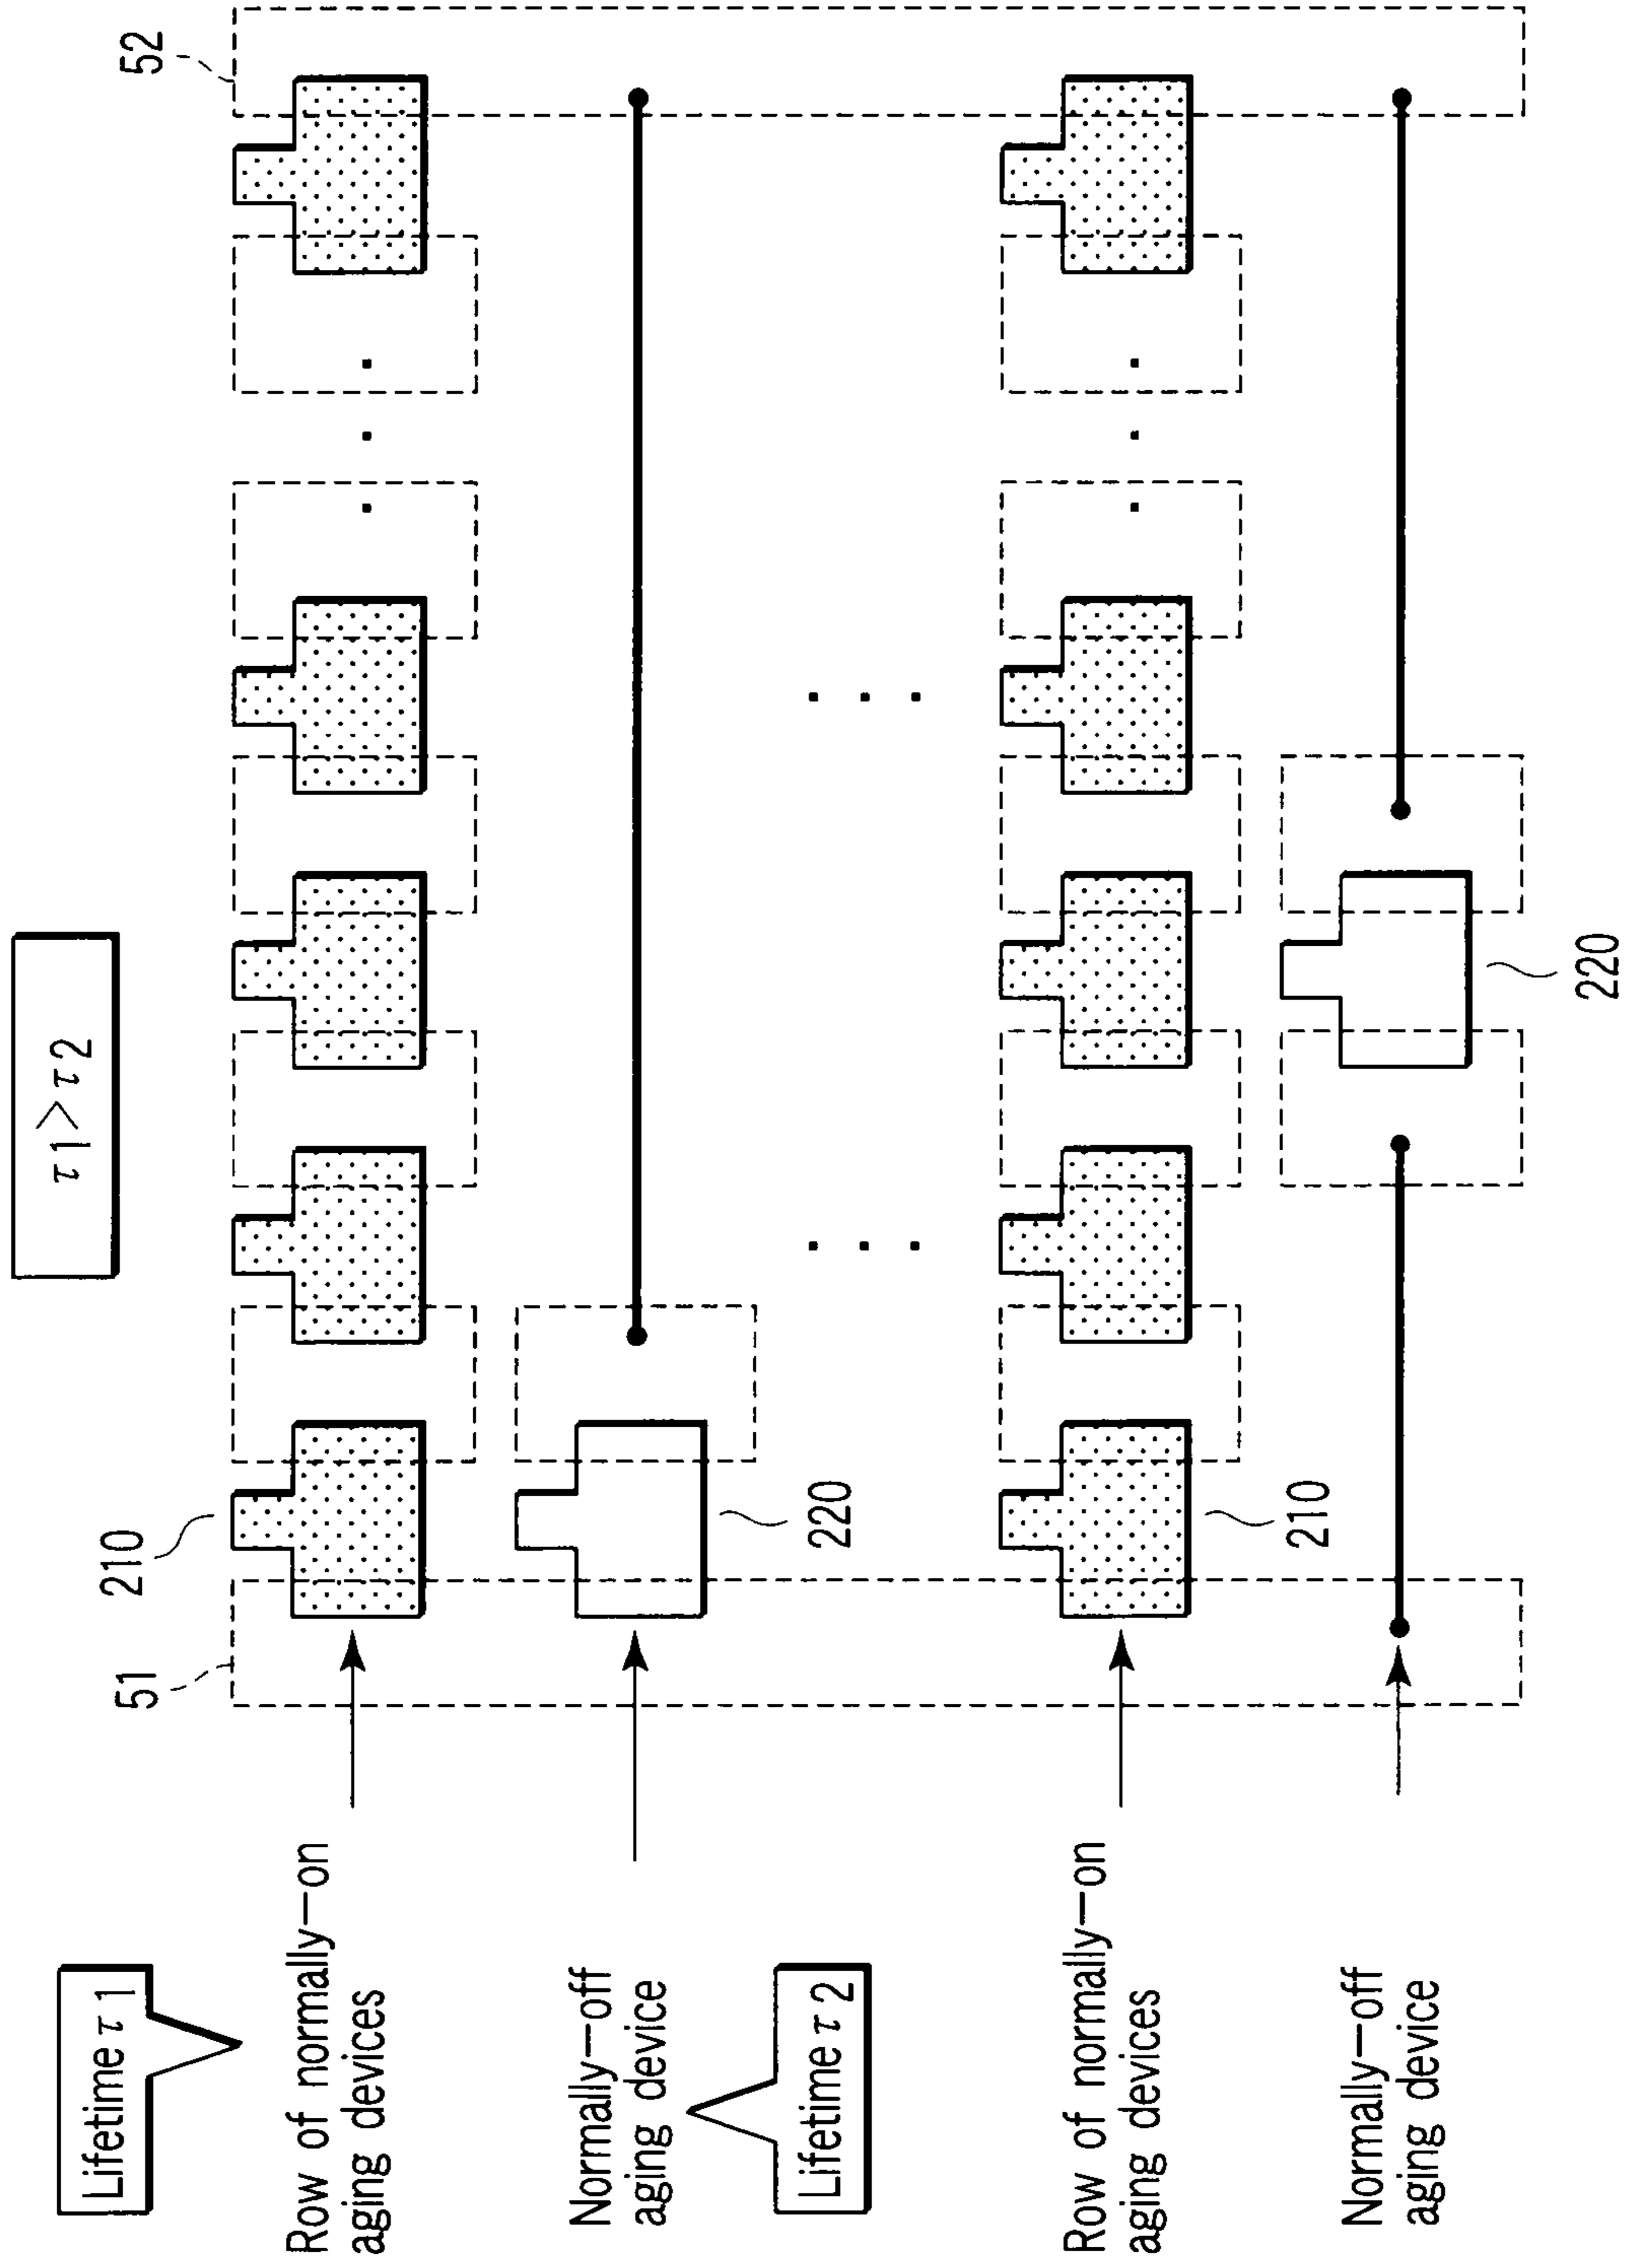 τ1>τ2
Lifetime τ1
Row of normally-on
aging devices
210
51
52
Normally-off
aging device
220
Lifetime τ2
Row of normally-on
aging devices
210
Normally-off
aging device
220